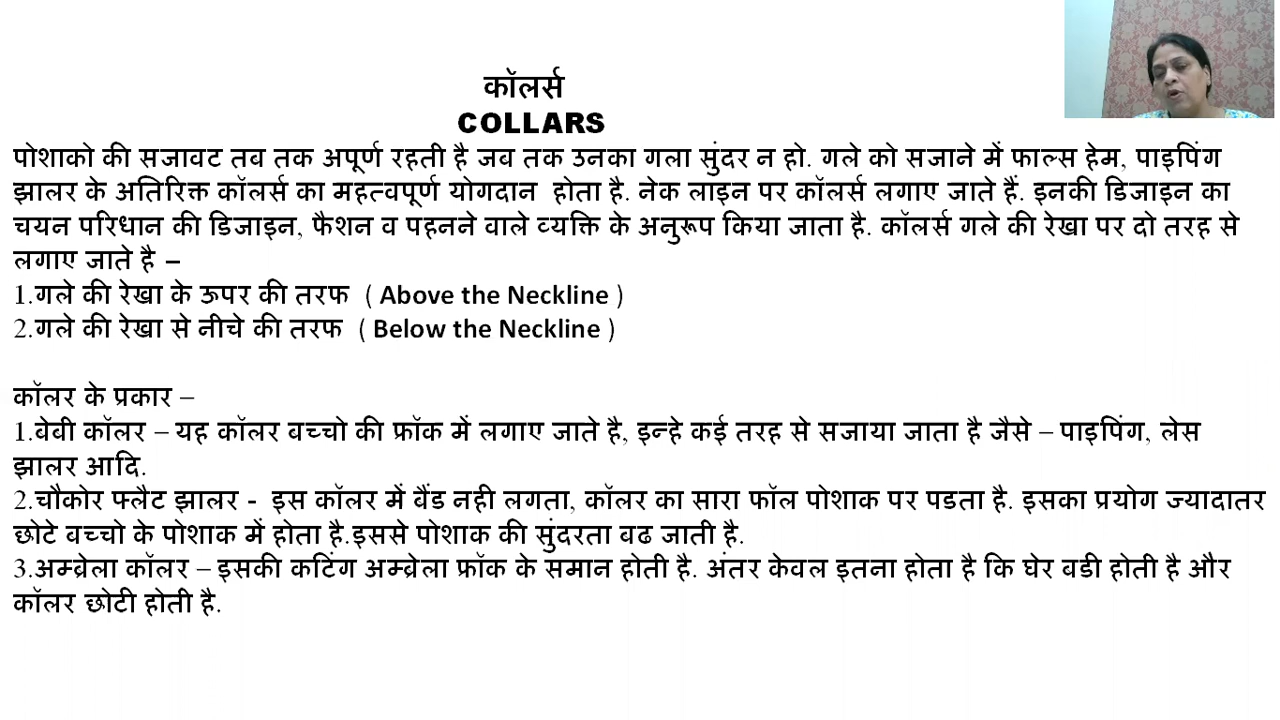 कॉलर्स
COLLARS
पोशाको की सजावट तब तक अपूर्ण रहती है जब तक उनका गला सुंदर न हो. गले को सजाने में फाल्स हेम, पाइपिंग
झालर के अतिरिक्त कॉलर्स का महत्वपूर्ण योगदान होता है. नेक लाइन पर कॉलर्स लगाए जाते हैं. इनकी डिजाइन का
चयन परिधान की डिजाइन, फैशन व पहनने वाले व्यक्ति के अनुरूप किया जाता है. कॉलर्स गले की रेखा पर दो तरह से
लगाए जाते है –
1.गले की रेखा के ऊपर की तरफ ( Above the Neckline )
2.गले की रेखा से नीचे की तरफ ( Below the Neckline )
कॉलर के प्रकार –
1.बेवी कॉलर – यह कॉलर बच्चो की फ्रॉक में लगाए जाते है, इन्हे कई तरह से सजाया जाता है जैसे – पाइपिंग, लेस
झालर आदि.
2.चौकोर फ्लैट झालर - इस कॉलर में बैंड नही लगता, कॉलर का सारा फॉल पोशाक पर पडता है. इसका प्रयोग ज्यादातर
छोटे बच्चो के पोशाक में होता है.इससे पोशाक की सुंदरता बढ जाती है.
3.अम्ब्रेला कॉलर – इसकी कटिंग अम्ब्रेला फ्रॉक के समान होती है. अंतर केवल इतना होता है कि घेर बडी होती है और
कॉलर छोटी होती है.